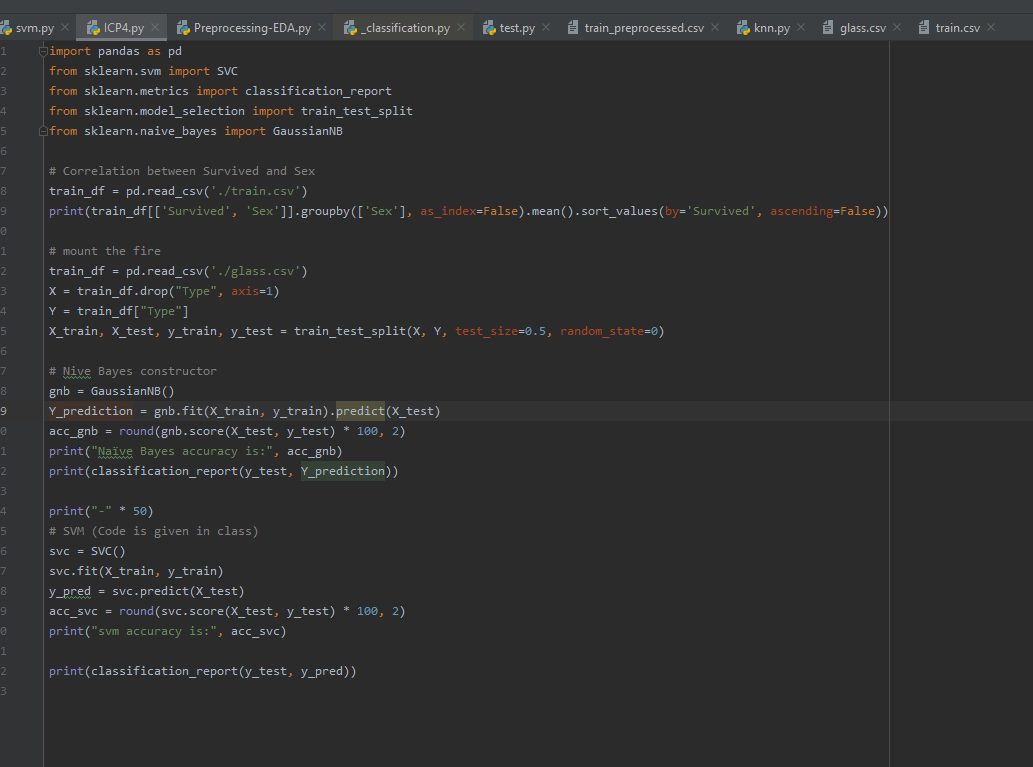 svm.py ICP4.py Preprocessing-EDA.py _classification.py test.py train_preprocessed.csv knn.py glass.csv train.csv
1 import pandas as pd
2 from sklearn.svm import SVC
3 from sklearn.metrics import classification_report
4 from sklearn.model_selection import train_test_split
5 from sklearn.naive_bayes import GaussianNB
6
7 # Correlation between Survived and Sex
8 train_df = pd.read_csv('./train.csv')
9 print(train_df[['Survived', 'Sex']].groupby(['Sex'], as_index=False).mean().sort_values(by='Survived', ascending=False))
0
1 # mount the fire
2 train_df = pd.read_csv('./glass.csv')
3 X = train_df.drop("Type", axis=1)
4 Y = train_df["Type"]
5 X_train, X_test, y_train, y_test = train_test_split(X, Y, test_size=0.5, random_state=0)
6
7 # Nive Bayes constructor
8 gnb = GaussianNB()
9 Y_prediction = gnb.fit(X_train, y_train).predict(X_test)
0 acc_gnb = round(gnb.score(X_test, y_test) * 100, 2)
1 print("Naïve Bayes accuracy is:", acc_gnb)
2 print(classification_report(y_test, Y_prediction))
3
4 print("-" * 50)
5 # SVM (Code is given in class)
6 svc = SVC()
7 svc.fit(X_train, y_train)
8 y_pred = svc.predict(X_test)
9 acc_svc = round(svc.score(X_test, y_test) * 100, 2)
0 print("svm accuracy is:", acc_svc)
1
2 print(classification_report(y_test, y_pred))
3